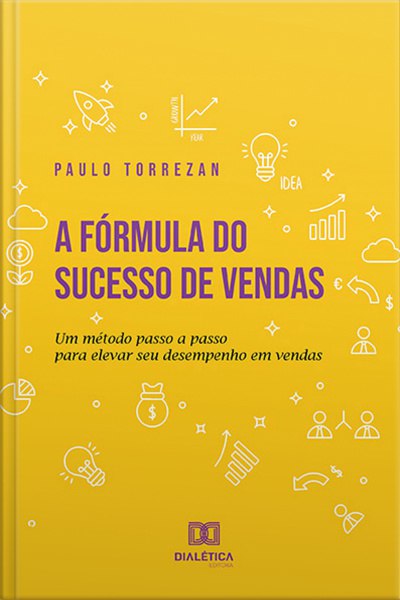 GROWTH
YEAR
IDEA
PAULO TORREZAN
A FÓRMULA DO
SUCESSO DE VENDAS
Um método passo a passo
para elevar seu desempenho em vendas
$
$
€
$
$
DIALÉTICA
EDITORA